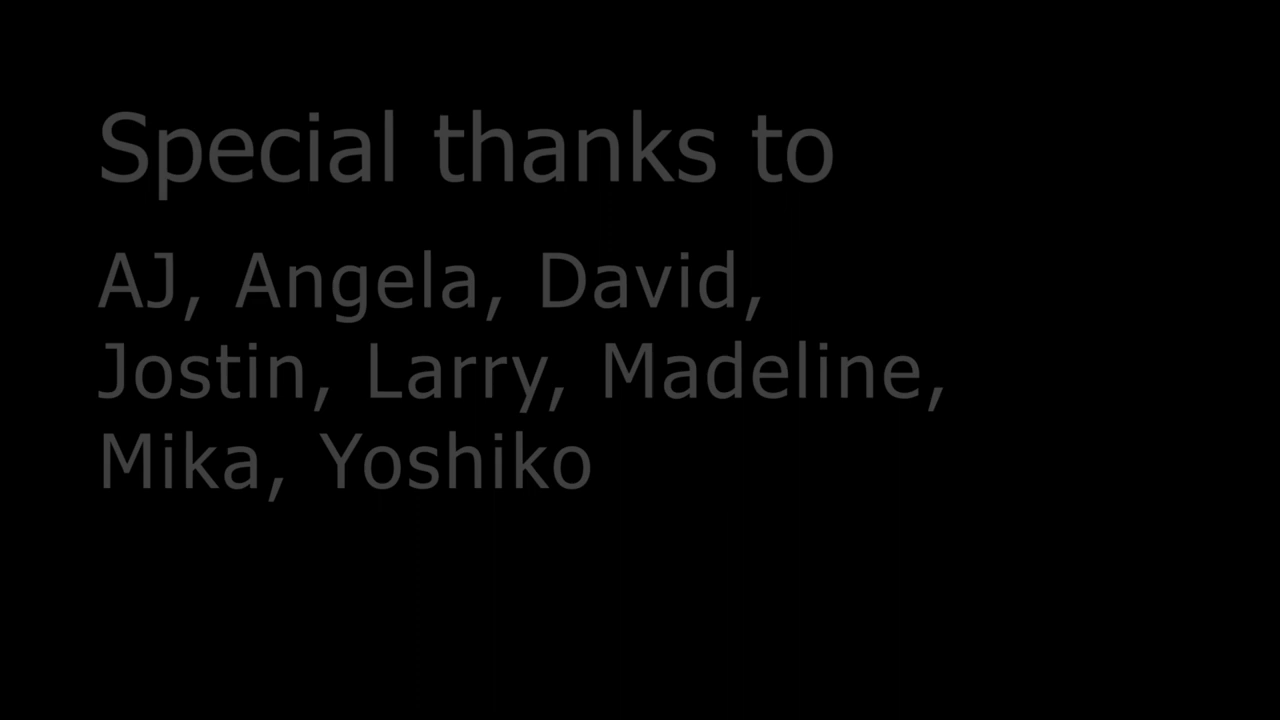 Special thanks to
AJ, Angela, David,
Jostin, Larry, Madeline,
Mika, Yoshiko